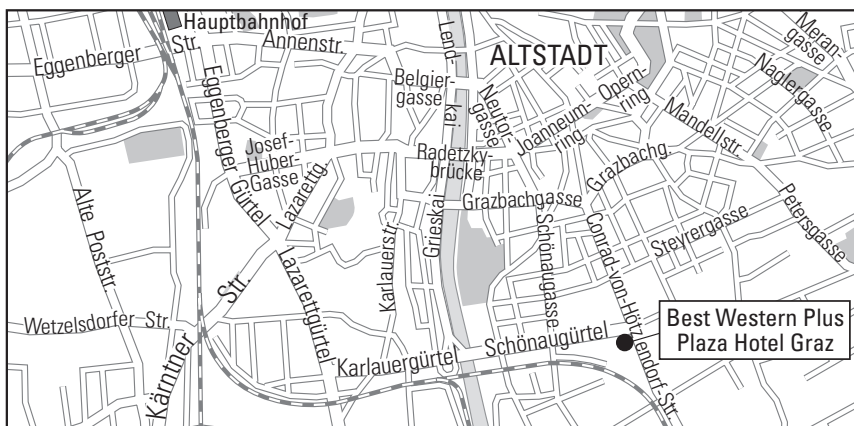 Hauptbahnhof
Eggenberger Str.
Annenstr.
Lend-
kai
ALTSTADT
Meran-
gasse
Naglergasse
Eggenberger
Gürtel
Belgier-
gasse
Neutor-
gasse
Opern-
ring
Joanneum-
ring
Mandellstr.
Josef-
Huber-
Gasse
Radetzky-
brücke
Lazarettg.
Grazbachg.
Grazbachgasse
Alte Poststr.
Karlauerstr.
Grieskai
Schönaugasse
Conrad-von-Hötzendorf-Str.
Steyrergasse
Petersgasse
Lazarettgürtel
Wetzelsdorfer Str.
Kärntner Str.
Karlauergürtel
Schönaugürtel
Best Western Plus
Plaza Hotel Graz